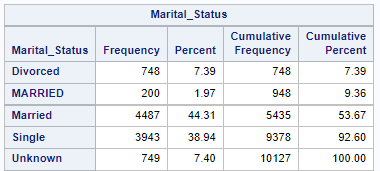 Marital_Status
Marital_Status Frequency Percent Cumulative Frequency Cumulative Percent
Divorced 748 7.39 748 7.39
MARRIED 200 1.97 948 9.36
Married 4487 44.31 5435 53.67
Single 3943 38.94 9378 92.60
Unknown 749 7.40 10127 100.00